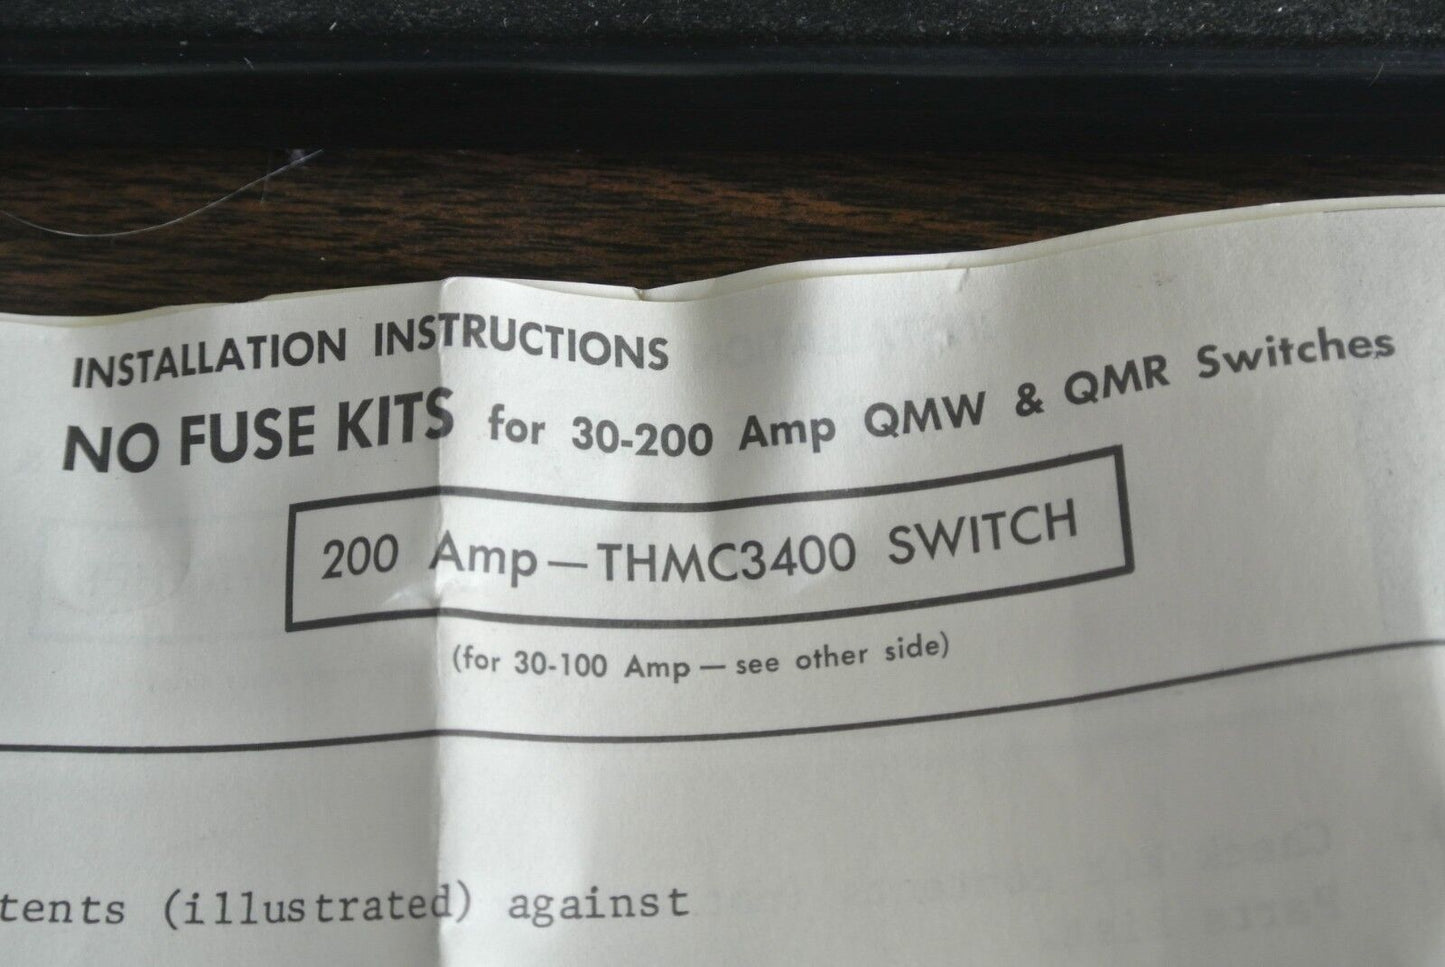 INSTALLATION INSTRUCTIONS
NO FUSE KITS for 30-200 Amp QMW & QMR Switches
200 Amp — THMC3400 SWITCH
(for 30-100 Amp — see other side)
tents (illustrated) against